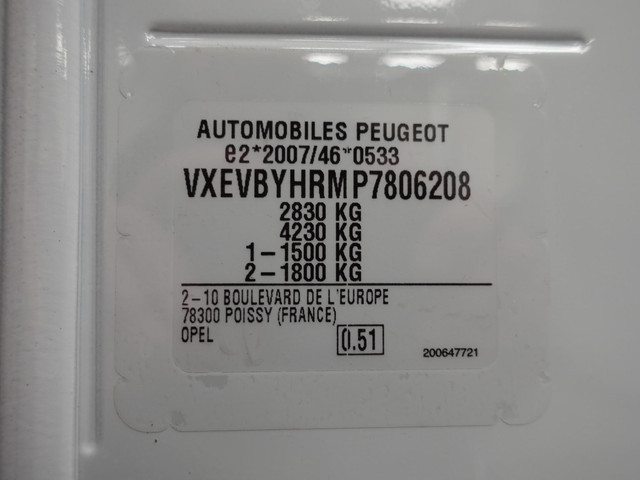 AUTOMOBILES PEUGEOT
e2*2007/46*0533
VXEVBYHRMP7806208
2830 KG
4230 KG
1-1500 KG
2-1800 KG
2-10 BOULEVARD DE L'EUROPE
78300 POISSY (FRANCE)
OPEL 0.51 200647721